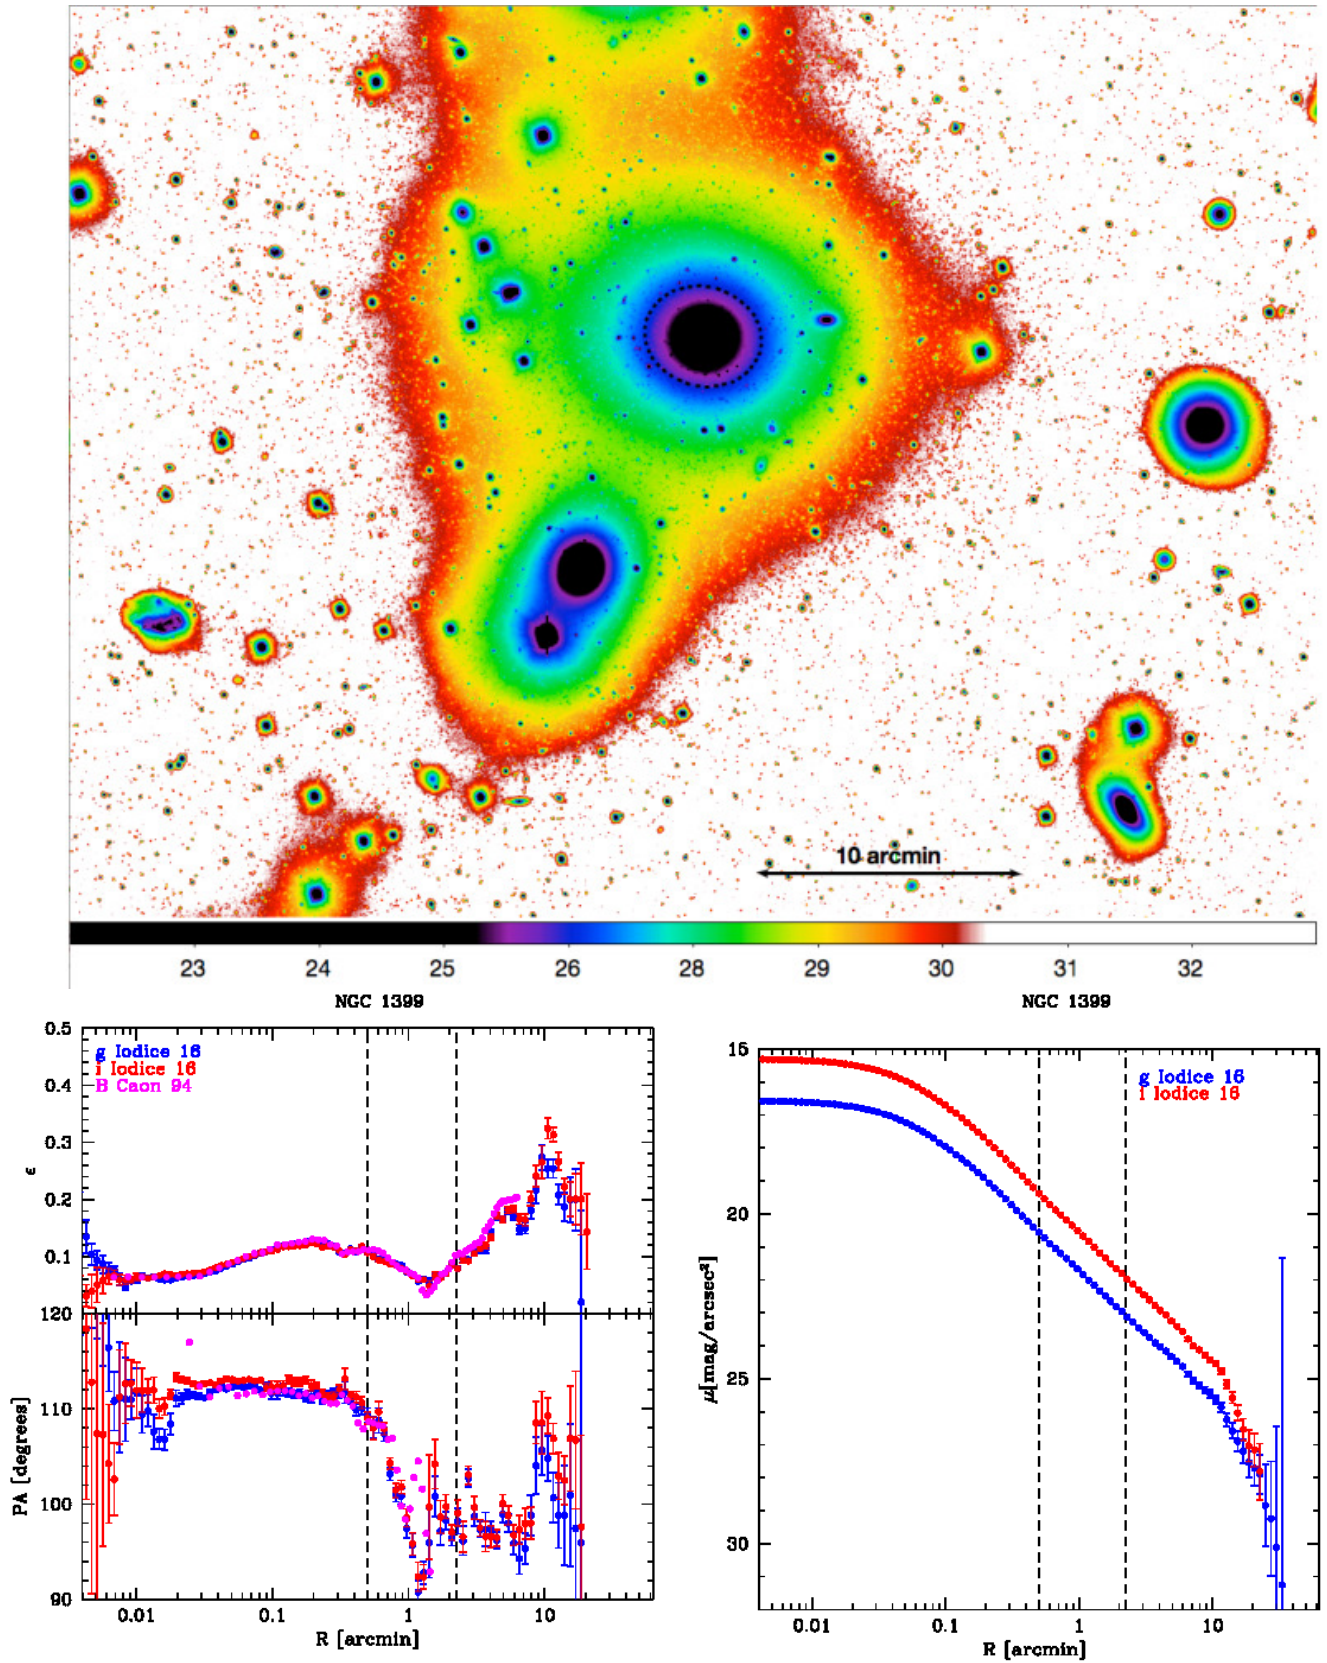 10 arcmin
23 24 25 26 27 28 29 30 31 32
NGC 1399
NGC 1399
0.5
g Iodice 16
i Iodice 16
B Caon 94
0.4
0.3
ε
0.2
0.1
120
110
PA [degrees]
100
90
0.01 0.1 1 10
R [arcmin]
15
g Iodice 16
i Iodice 16
20
μ[mag/arcsec²]
25
30
0.01 0.1 1 10
R [arcmin]